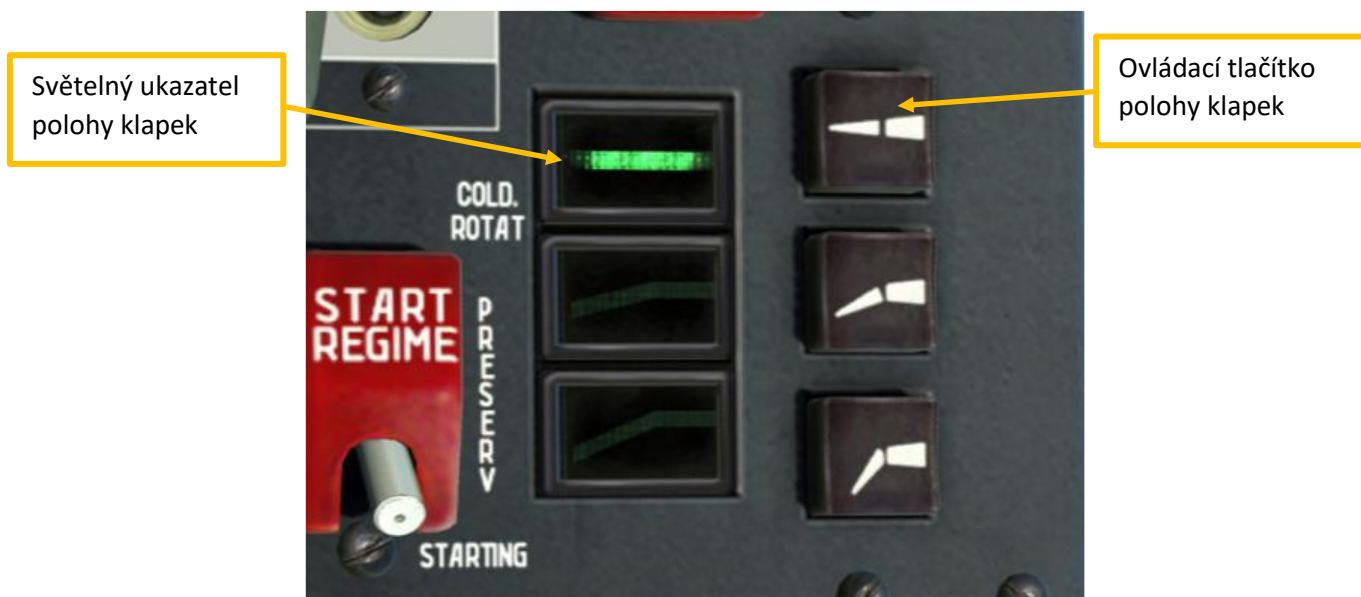 Světelný ukazatel
polohy klapek
Ovládací tlačítko
polohy klapek
COLD.
ROTAT
START
REGIME
PRESERV
STARTING